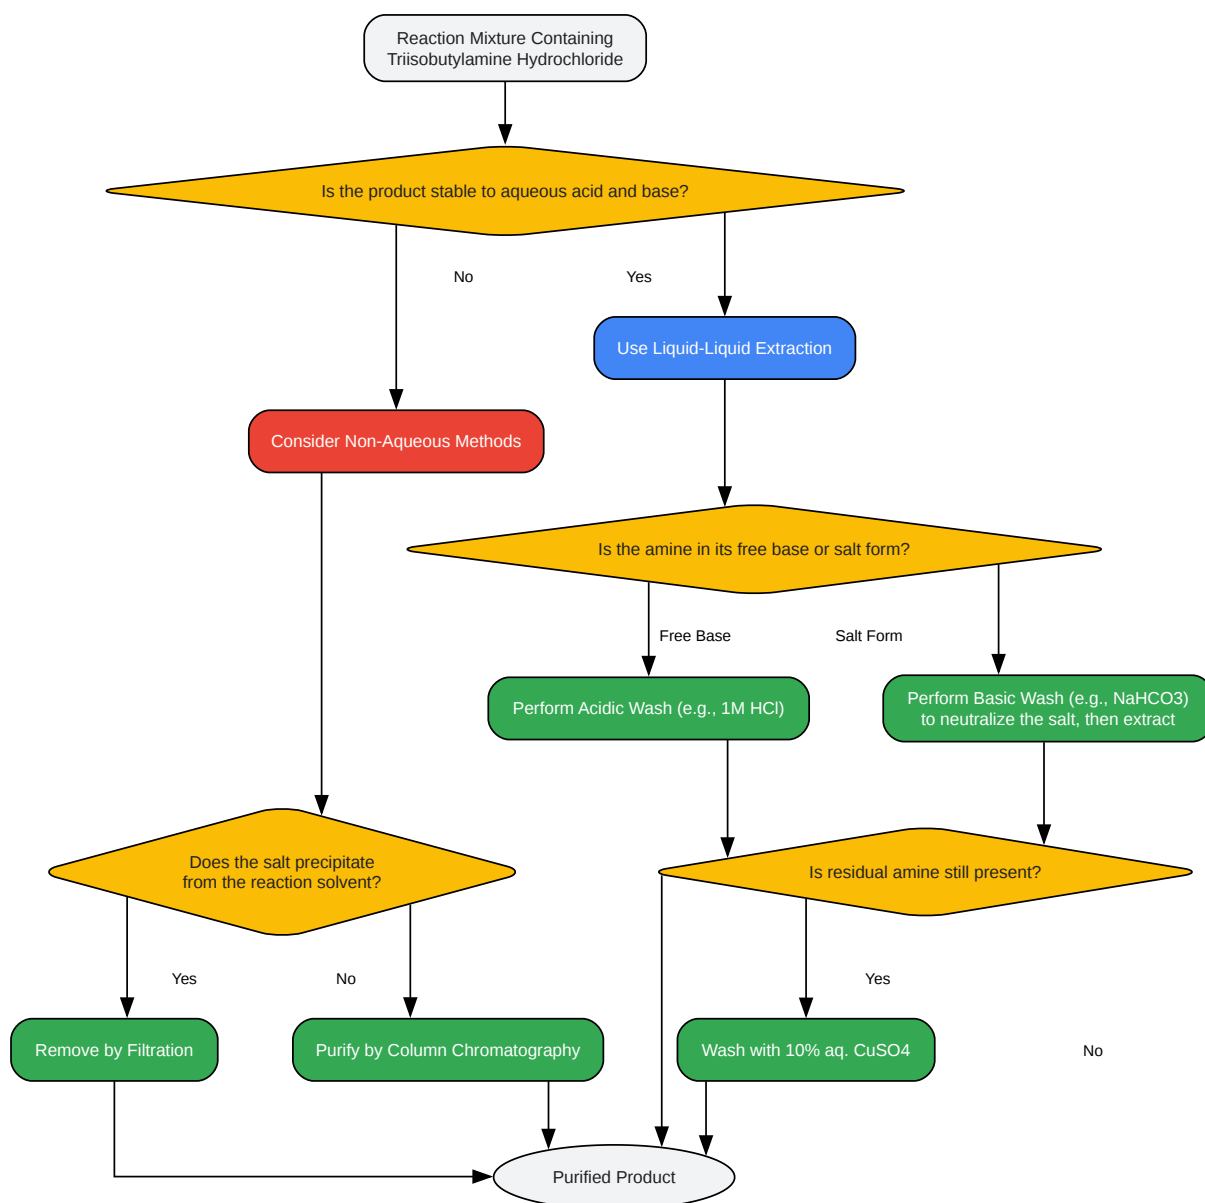 Reaction Mixture Containing
Triisobutylamine Hydrochloride
Is the product stable to aqueous acid and base?
No
Yes
Use Liquid-Liquid Extraction
Consider Non-Aqueous Methods
Is the amine in its free base or salt form?
Free Base
Salt Form
Perform Acidic Wash (e.g., 1M HCl)
Perform Basic Wash (e.g., NaHCO3)
to neutralize the salt, then extract
Does the salt precipitate
from the reaction solvent?
Is residual amine still present?
Yes
No
Yes
Remove by Filtration
Purify by Column Chromatography
Wash with 10% aq. CuSO4
No
Purified Product